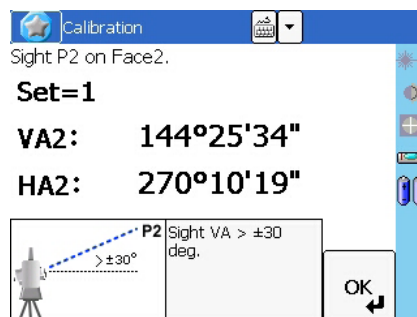 Calibration
Sight P2 on Face2.
Set=1
VA2: 144°25'34"
HA2: 270°10'19"
P2
>±30°
Sight VA > ±30
deg.
OK